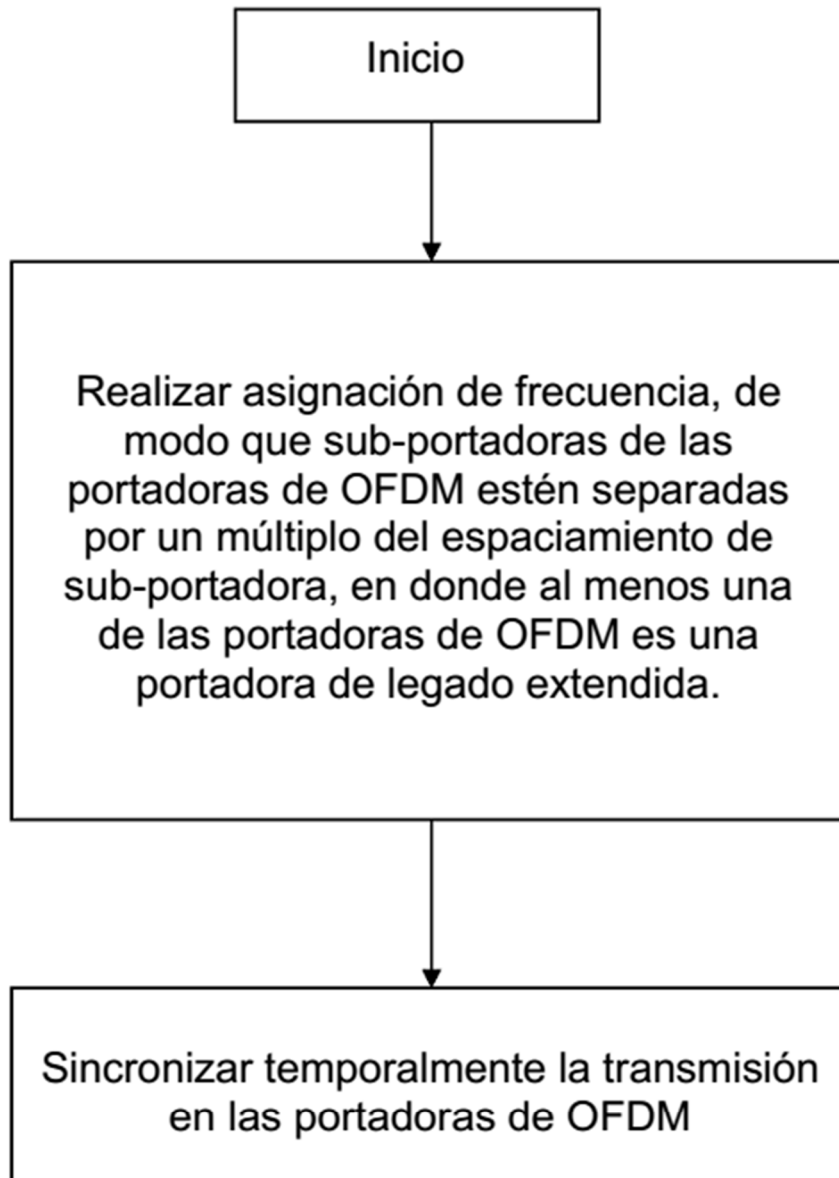 Inicio
Realizar asignación de frecuencia, de
modo que sub-portadoras de las
portadoras de OFDM estén separadas
por un múltiplo del espaciamiento de
sub-portadora, en donde al menos una
de las portadoras de OFDM es una
portadora de legado extendida.
Sincronizar temporalmente la transmisión
en las portadoras de OFDM